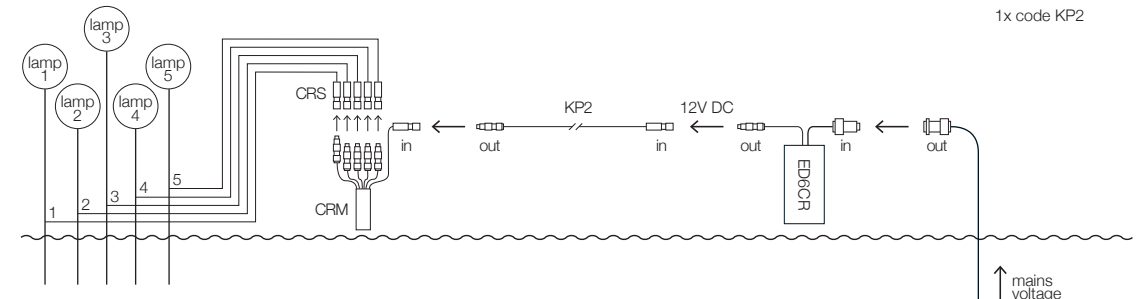 1x code KP2
lamp
3
lamp
1
lamp
5
lamp
2
lamp
4
CRS
KP2
12V DC
in
out
in
out
in
out
ED6CR
5
4
3
2
1
CRM
mains
voltage